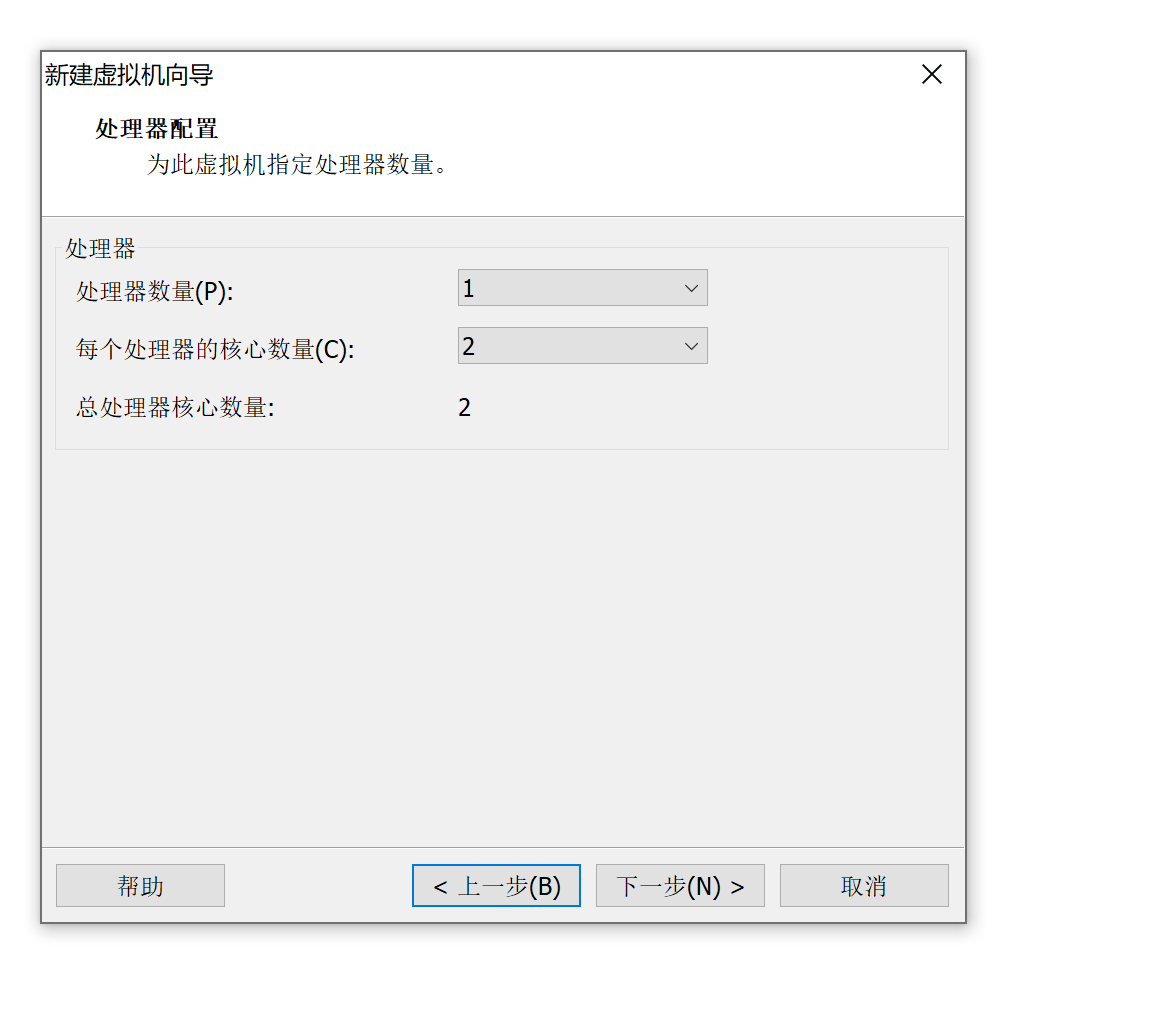 新建虚拟机向导
处理器配置
为此虚拟机指定处理器数量。
处理器
处理器数量(P): 1
每个处理器的核心数量(C): 2
总处理器核心数量: 2
帮助 < 上一步(B) 下一步(N) > 取消